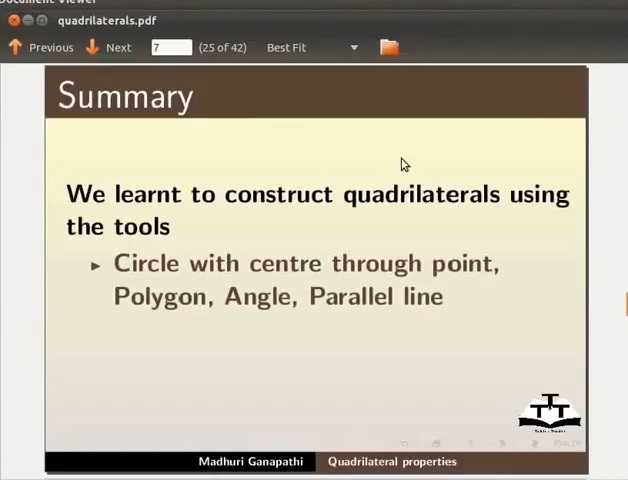 Document Viewer
quadrilaterals.pdf
Previous Next 7 (25 of 42) Best Fit
Summary
We learnt to construct quadrilaterals using
the tools
Circle with centre through point,
Polygon, Angle, Parallel line
Madhuri Ganapathi Quadrilateral properties